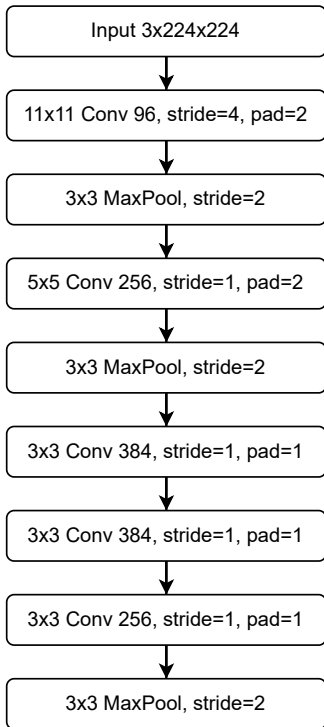 Input 3x224x224
11x11 Conv 96, stride=4, pad=2
3x3 MaxPool, stride=2
5x5 Conv 256, stride=1, pad=2
3x3 MaxPool, stride=2
3x3 Conv 384, stride=1, pad=1
3x3 Conv 384, stride=1, pad=1
3x3 Conv 256, stride=1, pad=1
3x3 MaxPool, stride=2